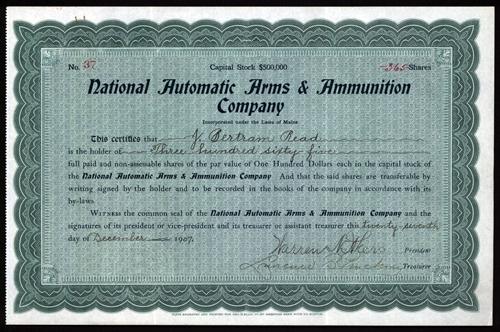 No. 37 Capital Stock $500,000 365 Shares
National Automatic Arms & Ammunition
Company
Incorporated under the Laws of Maine
This certifies that J. Bertram Read
is the holder of Three hundred sixty five
full paid and non-assessable shares of the par value of One Hundred Dollars each in the capital stock of
the National Automatic Arms & Ammunition Company And that the said shares are transferable by
writing signed by the holder and to be recorded in the books of the company in accordance with its
by-laws.
Witness the common seal of the National Automatic Arms & Ammunition Company and the
signatures of its president or vice-president and its treasurer or assistant treasurer this twenty-seventh
day of December 1907.
Warren
President
Treasurer